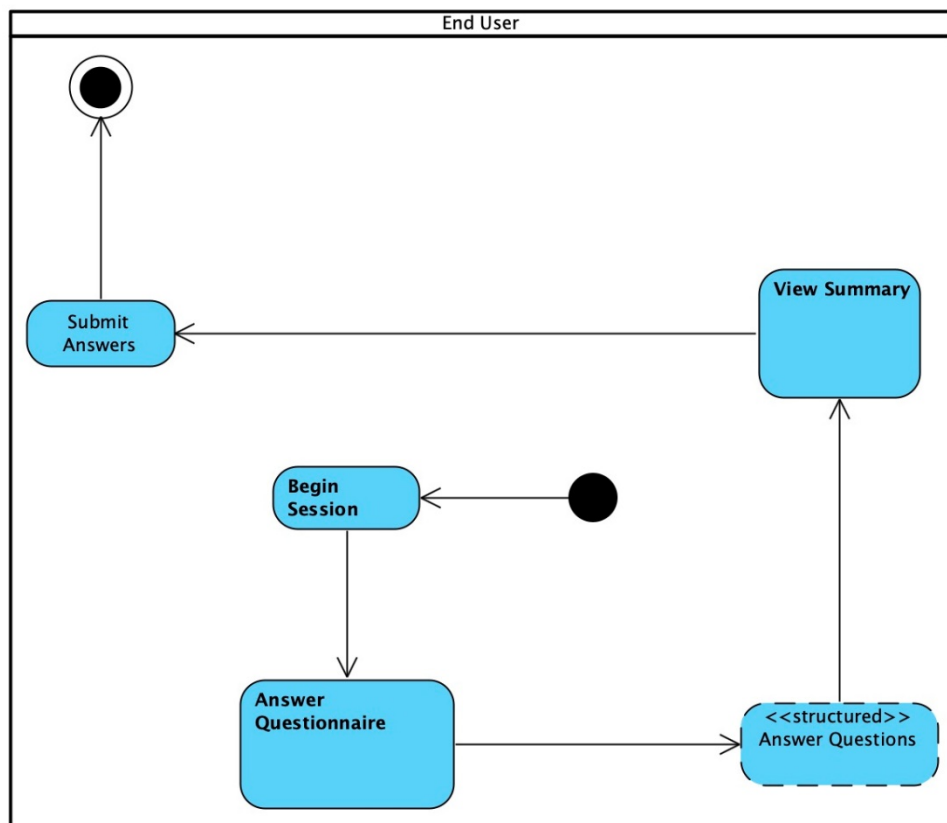 End User
View Summary
Submit
Answers
Begin
Session
Answer
Questionnaire
<<structured>>
Answer Questions